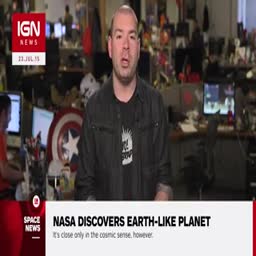 IGN
NEWS
23.JUL.15
SPACE
NEWS
NASA DISCOVERS EARTH-LIKE PLANET
It's close only in the cosmic sense, however.